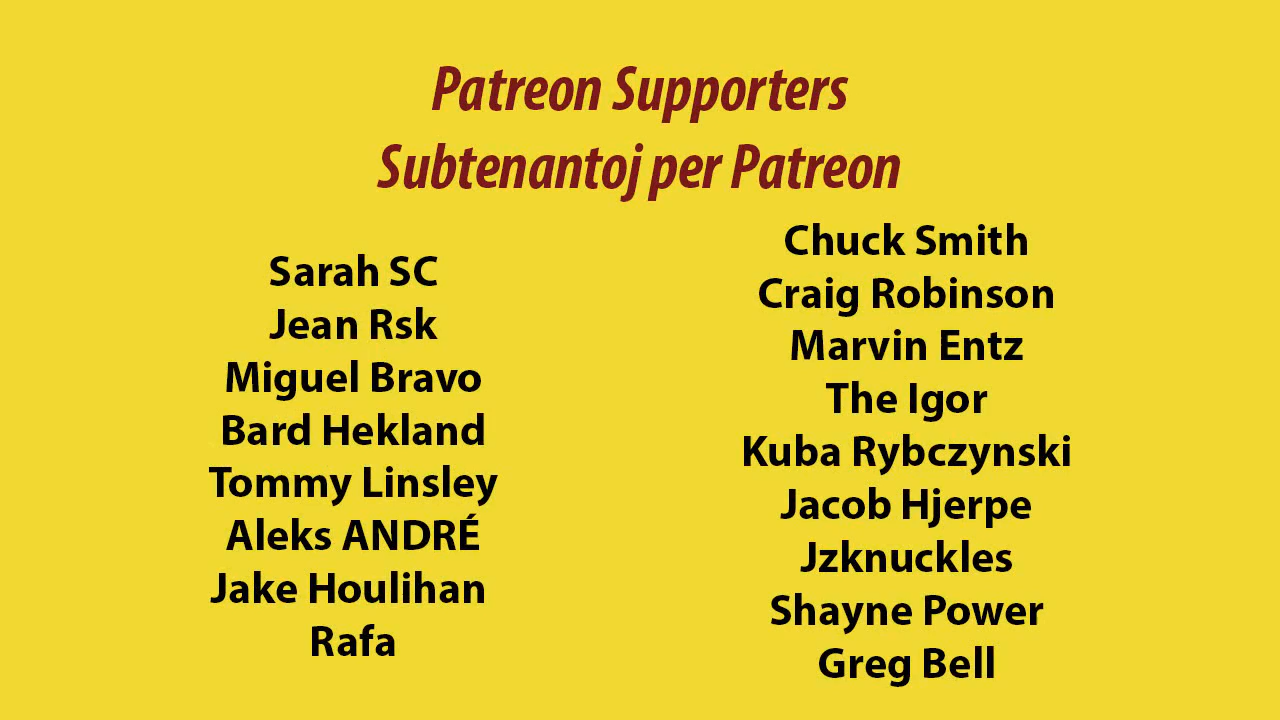 Patreon Supporters
Subtenantoj per Patreon
Sarah SC
Jean Rsk
Miguel Bravo
Bard Hekland
Tommy Linsley
Aleks ANDRÉ
Jake Houlihan
Rafa
Chuck Smith
Craig Robinson
Marvin Entz
The Igor
Kuba Rybczynski
Jacob Hjerpe
Jzknuckles
Shayne Power
Greg Bell